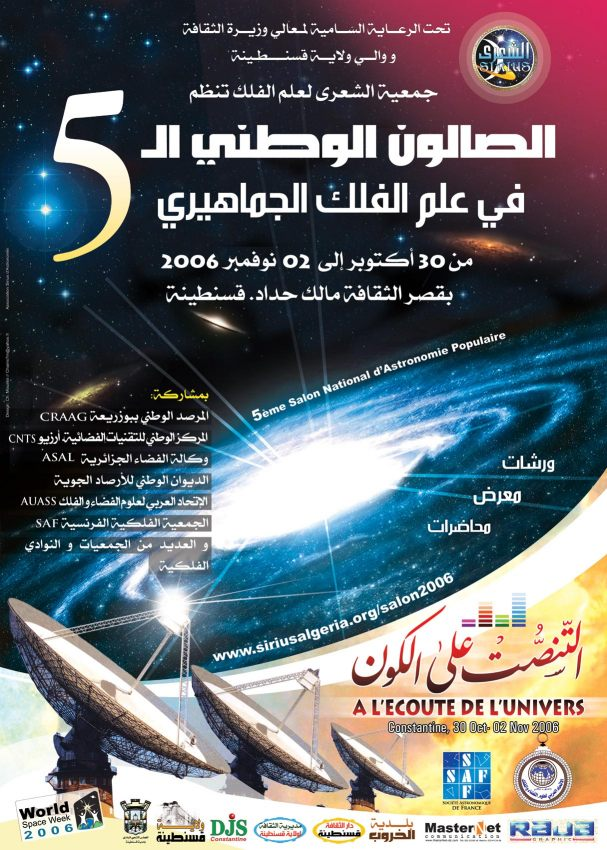 تحت الرعاية السامية لمعالي وزيرة الثقافة
و والي ولاية قسنطينة
الشعرى
SIRIUS
جمعية الشعرى لعلم الفلك تنظم
الصالون الوطني الـ 5
في علم الفلك الجماهيري
من 30 أكتوبر إلى 02 نوفمبر 2006
بقصر الثقافة مالك حداد. قسنطينة
5ème Salon National d'Astronomie Populaire
بمشاركة:
المرصد الوطني ببوزريعة CRAAG
المركز الوطني للتقنيات الفضائية. أرزيو CNTS
وكالة الفضاء الجزائرية ASAL
الديوان الوطني للأرصاد الجوية
الإتحاد العربي لعلوم الفضاء والفلك AUASS
الجمعية الفلكية الفرنسية SAF
و العديد من الجمعيات و النوادي
الفلكية
ورشات
معرض
محاضرات
www.siriusalgeria.org/salon2006
التنصّت على الكون
A L'ECOUTE DE L'UNIVERS
Constantine, 30 Oct- 02 Nov 2006
S
SAF
F
SOCIÉTÉ ASTRONOMIQUE
DE FRANCE
World
Space Week
2006
قسنطينة
DJS
Constantine
مديرية الثقافة
لولاية قسنطينة
دار الثقافة
قسنطينة
بلدية
الخروب
MasterNet
communication
www.masternet.com
RAJA
GRAPHIC